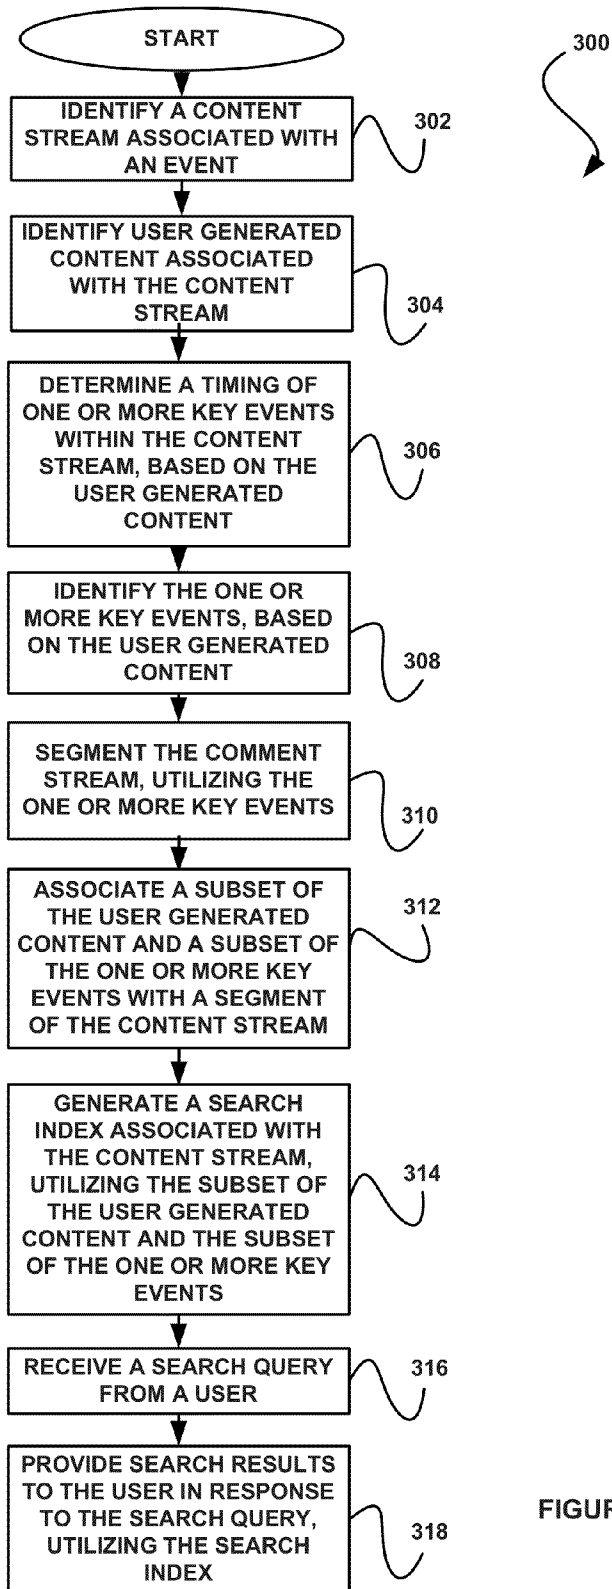 START
300
IDENTIFY A CONTENT
STREAM ASSOCIATED WITH
AN EVENT
302
IDENTIFY USER GENERATED
CONTENT ASSOCIATED
WITH THE CONTENT
STREAM
304
DETERMINE A TIMING OF
ONE OR MORE KEY EVENTS
WITHIN THE CONTENT
STREAM, BASED ON THE
USER GENERATED
CONTENT
306
IDENTIFY THE ONE OR
MORE KEY EVENTS, BASED
ON THE USER GENERATED
CONTENT
308
SEGMENT THE COMMENT
STREAM, UTILIZING THE
ONE OR MORE KEY EVENTS
310
ASSOCIATE A SUBSET OF
THE USER GENERATED
CONTENT AND A SUBSET OF
THE ONE OR MORE KEY
EVENTS WITH A SEGMENT
OF THE CONTENT STREAM
312
GENERATE A SEARCH
INDEX ASSOCIATED WITH
THE CONTENT STREAM,
UTILIZING THE SUBSET OF
THE USER GENERATED
CONTENT AND THE SUBSET
OF THE ONE OR MORE KEY
EVENTS
314
RECEIVE A SEARCH QUERY
FROM A USER
316
PROVIDE SEARCH RESULTS
TO THE USER IN RESPONSE
TO THE SEARCH QUERY,
UTILIZING THE SEARCH
INDEX
318